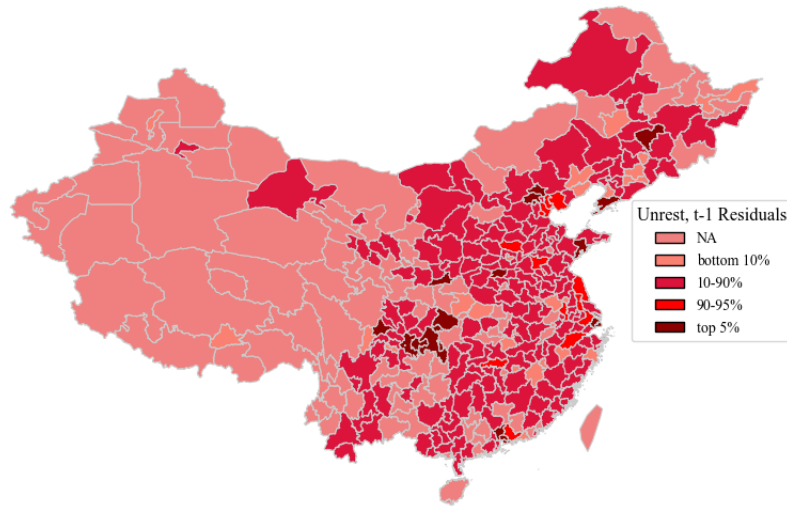 Unrest, t-1 Residuals
NA
bottom 10%
10-90%
90-95%
top 5%